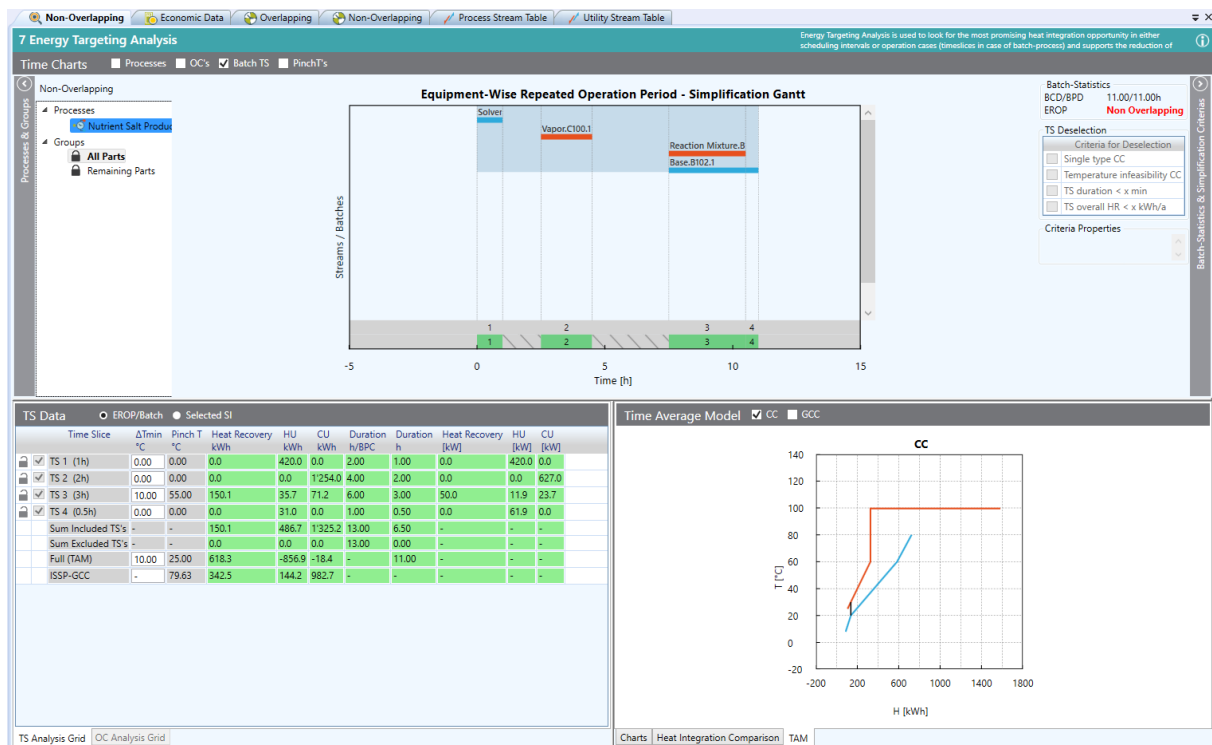 Non-Overlapping Economic Data Overlapping Non-Overlapping Process Stream Table Utility Stream Table
7 Energy Targeting Analysis
Energy Targeting Analysis is used to look for the most promising heat integration opportunity in either
scheduling intervals or operation cases (timeslices in case of batch-process) and supports the reduction of
Time Charts Processes OC's Batch TS PinchT's
Processes & Groups
Non-Overlapping
Processes
Nutrient Salt Produc
Groups
All Parts
Remaining Parts
Equipment-Wise Repeated Operation Period - Simplification Gantt
Streams / Batches
Solver
Vapor.C100.1
Reaction Mixture.B
Base.B102.1
1 2 3 4
1 2 3 4
-5 0 5 10 15
Time [h]
Batch-Statistics
BCD/BPD 11.00/11.00h
EROP Non Overlapping
TS Deselection
Criteria for Deselection
Single type CC
Temperature infeasibility CC
TS duration < x min
TS overall HR < x kWh/a
Criteria Properties
Batch-Statistics & Simplification Criterias
TS Data EROP/Batch Selected SI
Time Slice ΔTmin Pinch T Heat Recovery HU CU Duration Duration Heat Recovery HU CU
°C °C kWh kWh kWh h/BPC h [kW] [kW] [kW]
TS 1 (1h) 0.00 0.00 0.0 420.0 0.0 2.00 1.00 0.0 420.0 0.0
TS 2 (2h) 0.00 0.00 0.0 0.0 1'254.0 4.00 2.00 0.0 0.0 627.0
TS 3 (3h) 10.00 55.00 150.1 35.7 71.2 6.00 3.00 50.0 11.9 23.7
TS 4 (0.5h) 0.00 0.00 0.0 31.0 0.0 1.00 0.50 0.0 61.9 0.0
Sum Included TS's - - 150.1 486.7 1'325.2 13.00 6.50 - - -
Sum Excluded TS's - - 0.0 0.0 0.0 13.00 0.00 - - -
Full (TAM) 10.00 25.00 618.3 -856.9 -18.4 - 11.00 - - -
ISSP-GCC - 79.63 342.5 144.2 982.7 - - - - -
TS Analysis Grid OC Analysis Grid
Time Average Model CC GCC
CC
T [°C]
140
120
100
80
60
40
20
0
-20
-200 200 600 1000 1400 1800
H [kWh]
Charts Heat Integration Comparison TAM